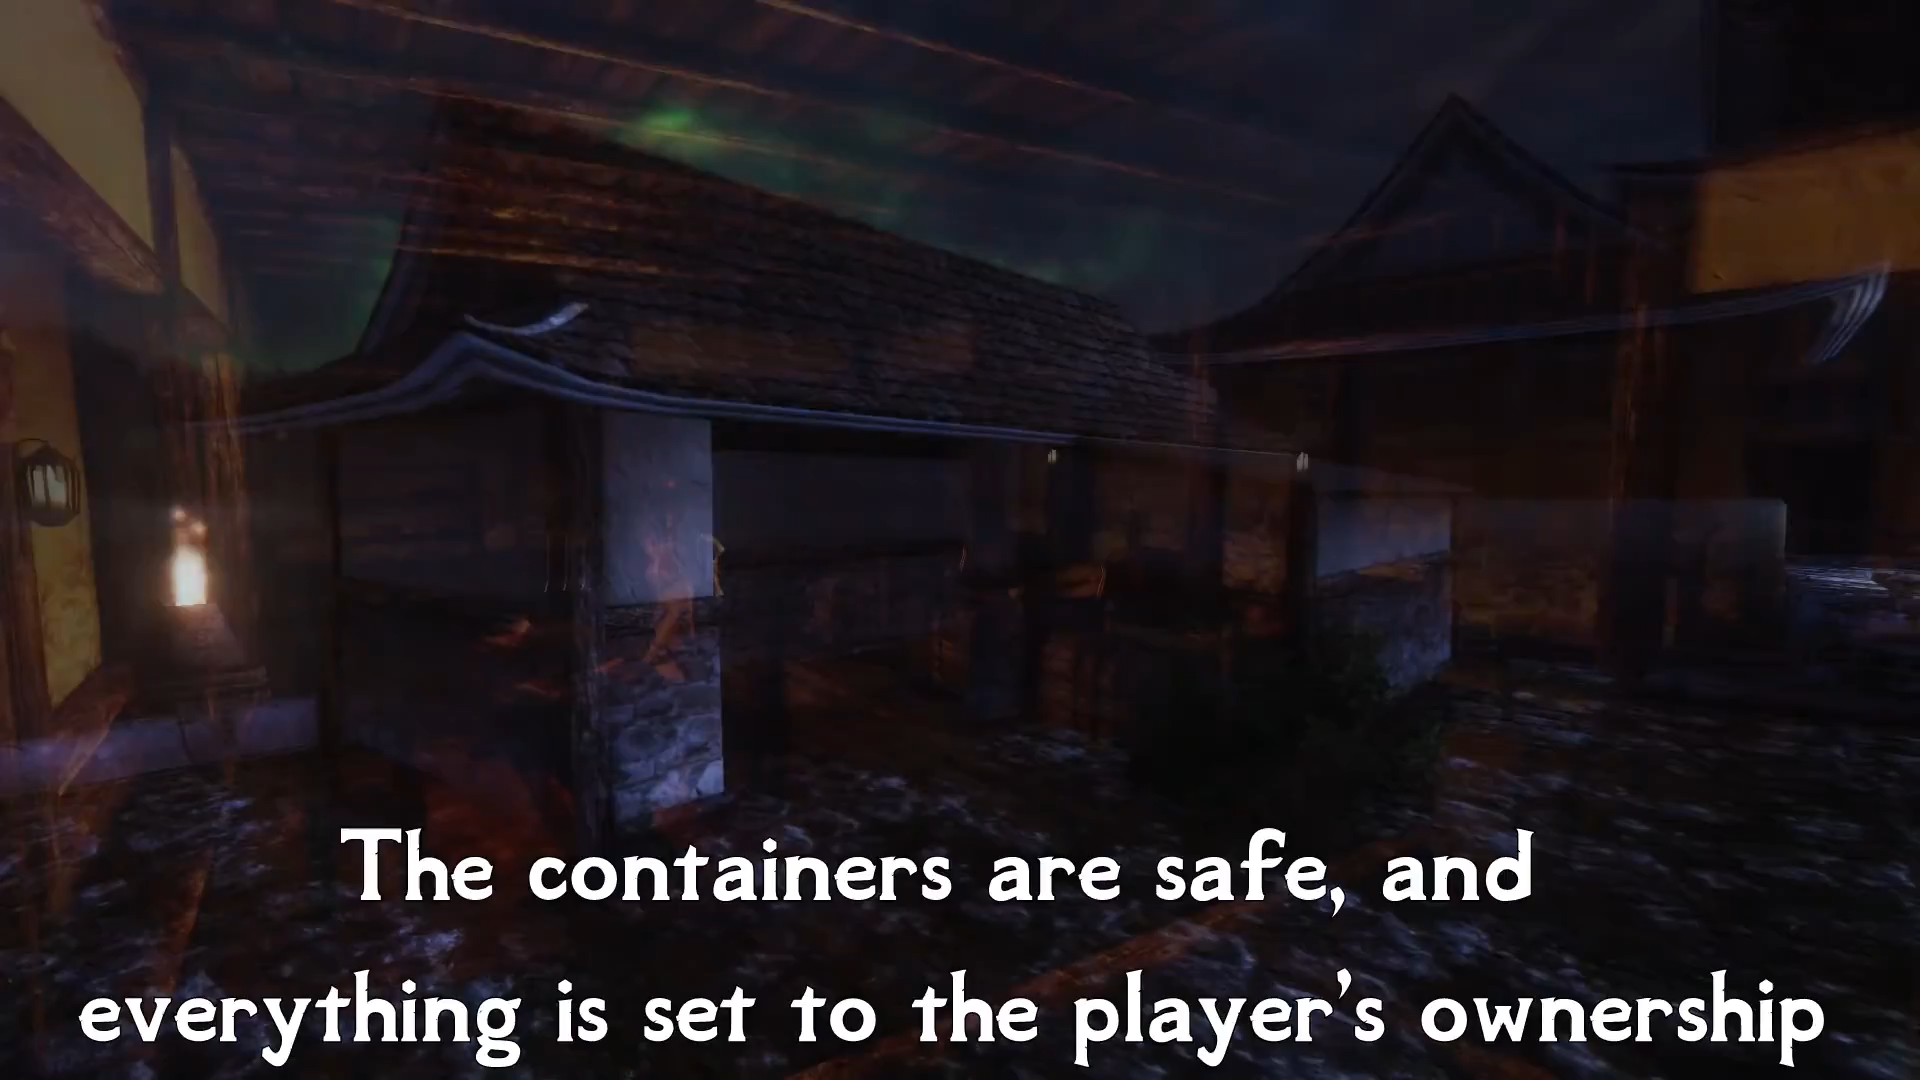 The containers are safe, and
everything is set to the player's ownership